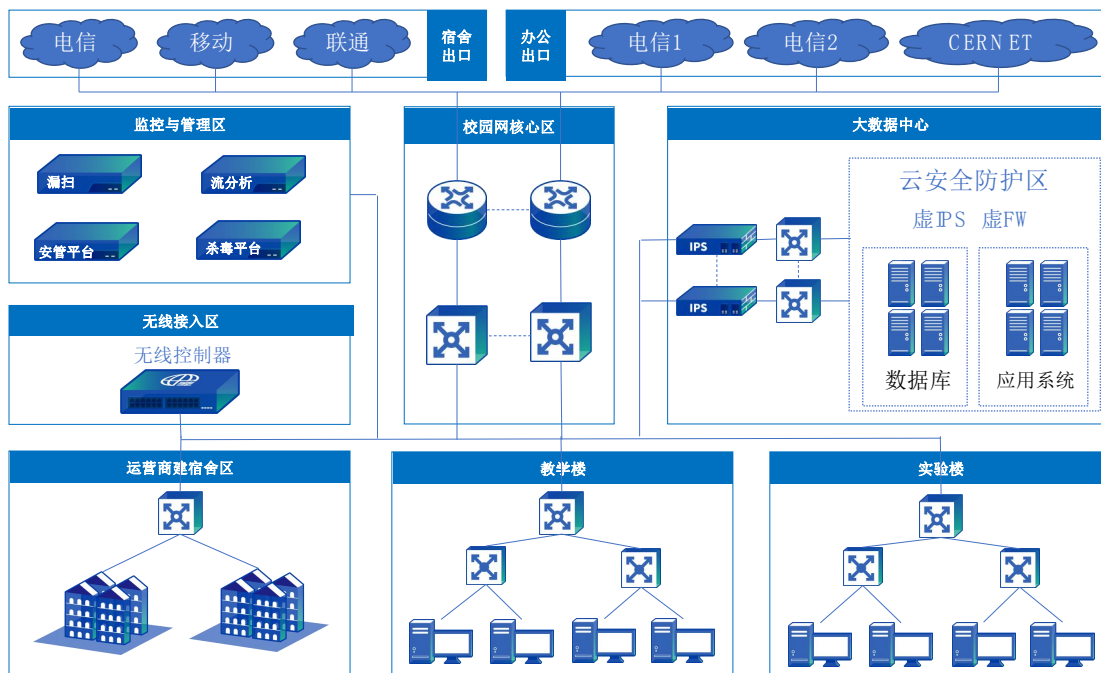 电信
移动
联通
宿舍
出口
办公
出口
电信1
电信2
CERNET
监控与管理区
漏扫
流分析
安管平台
杀毒平台
校园网核心区
大数据中心
云安全防护区
虚IPS 虚FW
IPS
IPS
数据库
应用系统
无线接入区
无线控制器
运营商建宿舍区
教学楼
实验楼